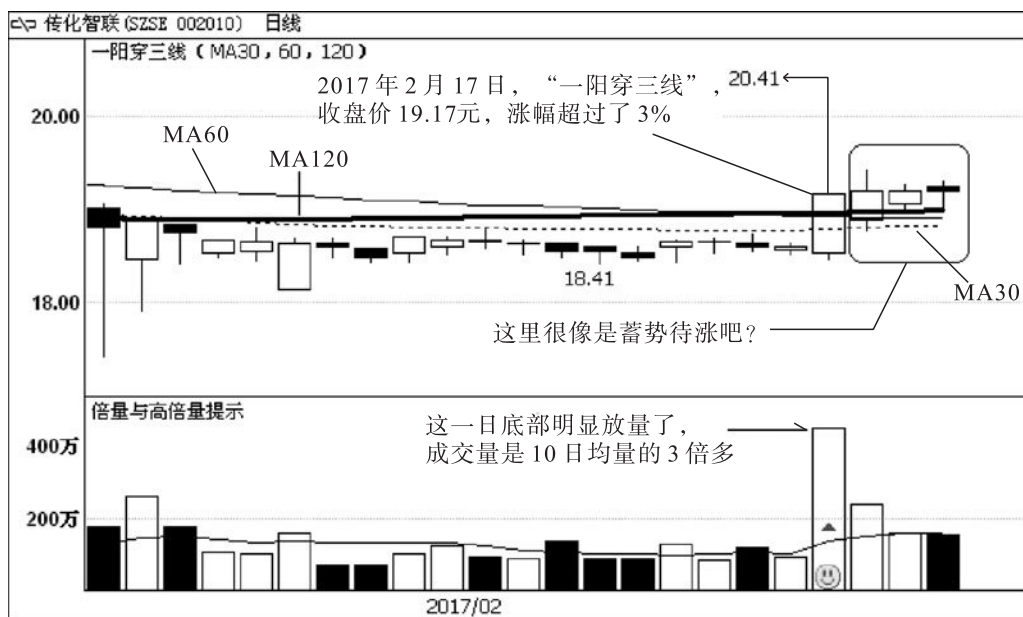 传化智联(SZSE 002010) 日线
一阳穿三线(MA30,60,120)
2017年2月17日，“一阳穿三线”，
收盘价19.17元，涨幅超过了3%
20.41
20.00
MA60
MA120
18.41
18.00
MA30
这里很像是蓄势待涨吧？
倍量与高倍量提示
这一日底部明显放量了，
成交量是10日均量的3倍多
400万
200万
2017/02